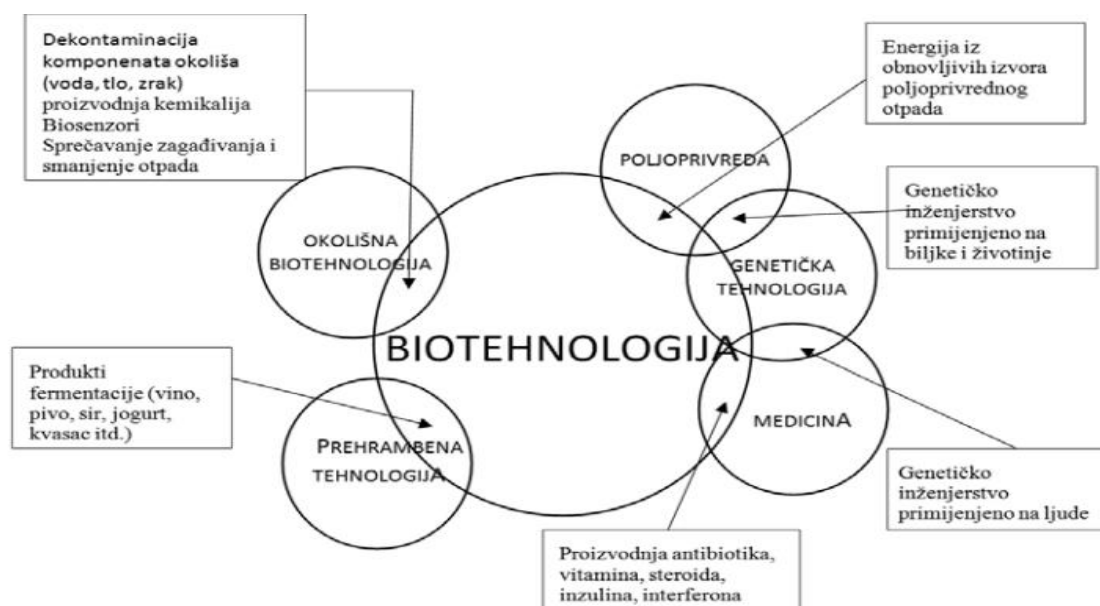 Dekontaminacija
komponenata okoliša
(voda, tlo, zrak)
proizvodnja kemikalija
Biosenzori
Sprečavanje zagađivanja i
smanjenje otpada
Energija iz
obnovljivih izvora
poljoprivrednog
otpada
POLJOPRIVREDA
Genetičko
inženjerstvo
primijenjeno na
biljke i životinje
OKOLIŠNA
BIOTEHNOLOGIJA
GENETIČKA
TEHNOLOGIJA
BIOTEHNOLOGIJA
Produkti
fermentacije (vino,
pivo, sir, jogurt,
kvasac itd.)
MEDICINA
PREHRAMBENA
TEHNOLOGIJA
Genetičko
inženjerstvo
primijenjeno na ljude
Proizvodnja antibiotika,
vitamina, steroida,
inzulina, interferona